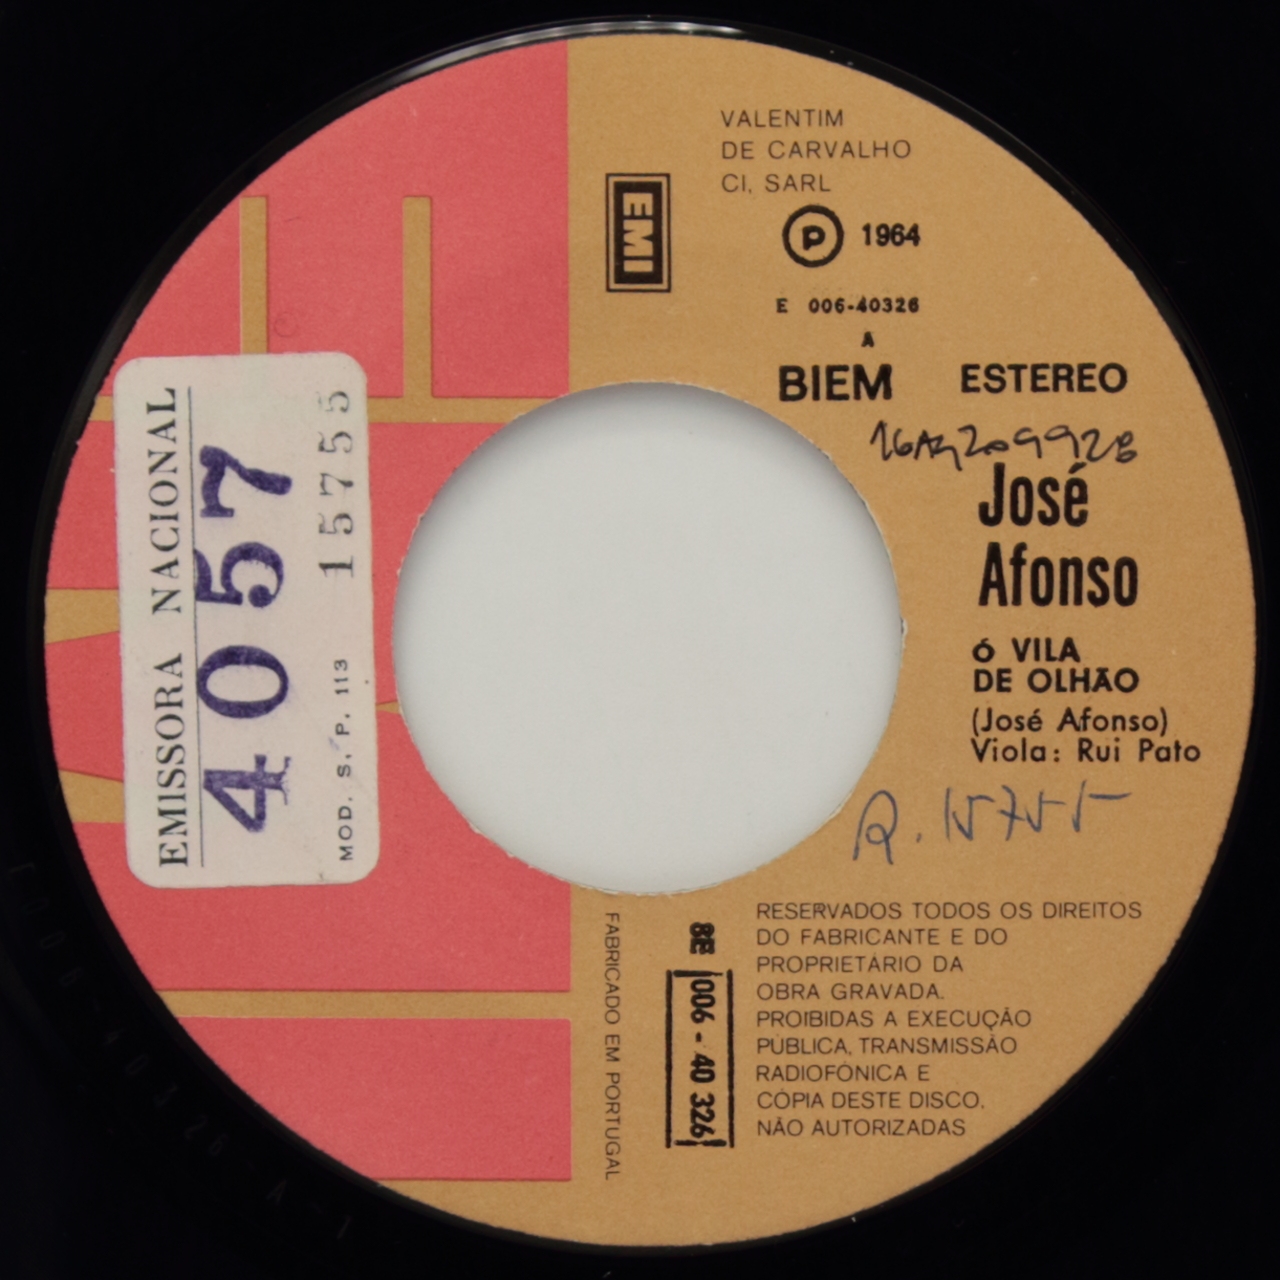 VALENTIM
DE CARVALHO
CI, SARL
EMI
P 1964
E 006-40326
A
BIEM ESTEREO
José
Afonso
Ó VILA
DE OLHÃO
(José Afonso)
Viola: Rui Pato
R. 15755
RESERVADOS TODOS OS DIREITOS
DO FABRICANTE E DO
PROPRIETÁRIO DA
OBRA GRAVADA.
PROIBIDAS A EXECUÇÃO
PÚBLICA, TRANSMISSÃO
RADIOFÓNICA E
CÓPIA DESTE DISCO,
NÃO AUTORIZADAS
8E 006 - 40 326
FABRICADO EM PORTUGAL
EMISSORA NACIONAL
4057
MOD. S. P. 113 15755